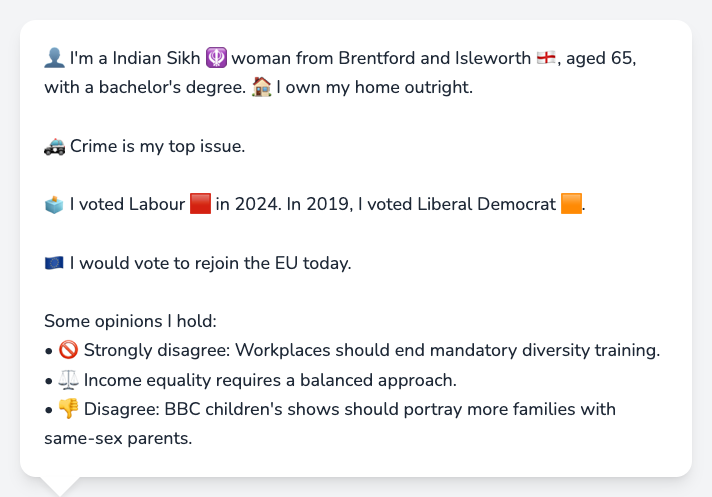 👤 I'm a Indian Sikh 🪯 woman from Brentford and Isleworth 🏴󠁧󠁢󠁥󠁮󠁧󠁿, aged 65,
with a bachelor's degree. 🏠 I own my home outright.
🚓 Crime is my top issue.
🗳️ I voted Labour 🟥 in 2024. In 2019, I voted Liberal Democrat 🟧.
🇪🇺 I would vote to rejoin the EU today.
Some opinions I hold:
• 🚫 Strongly disagree: Workplaces should end mandatory diversity training.
• ⚖️ Income equality requires a balanced approach.
• 👎 Disagree: BBC children's shows should portray more families with
same-sex parents.